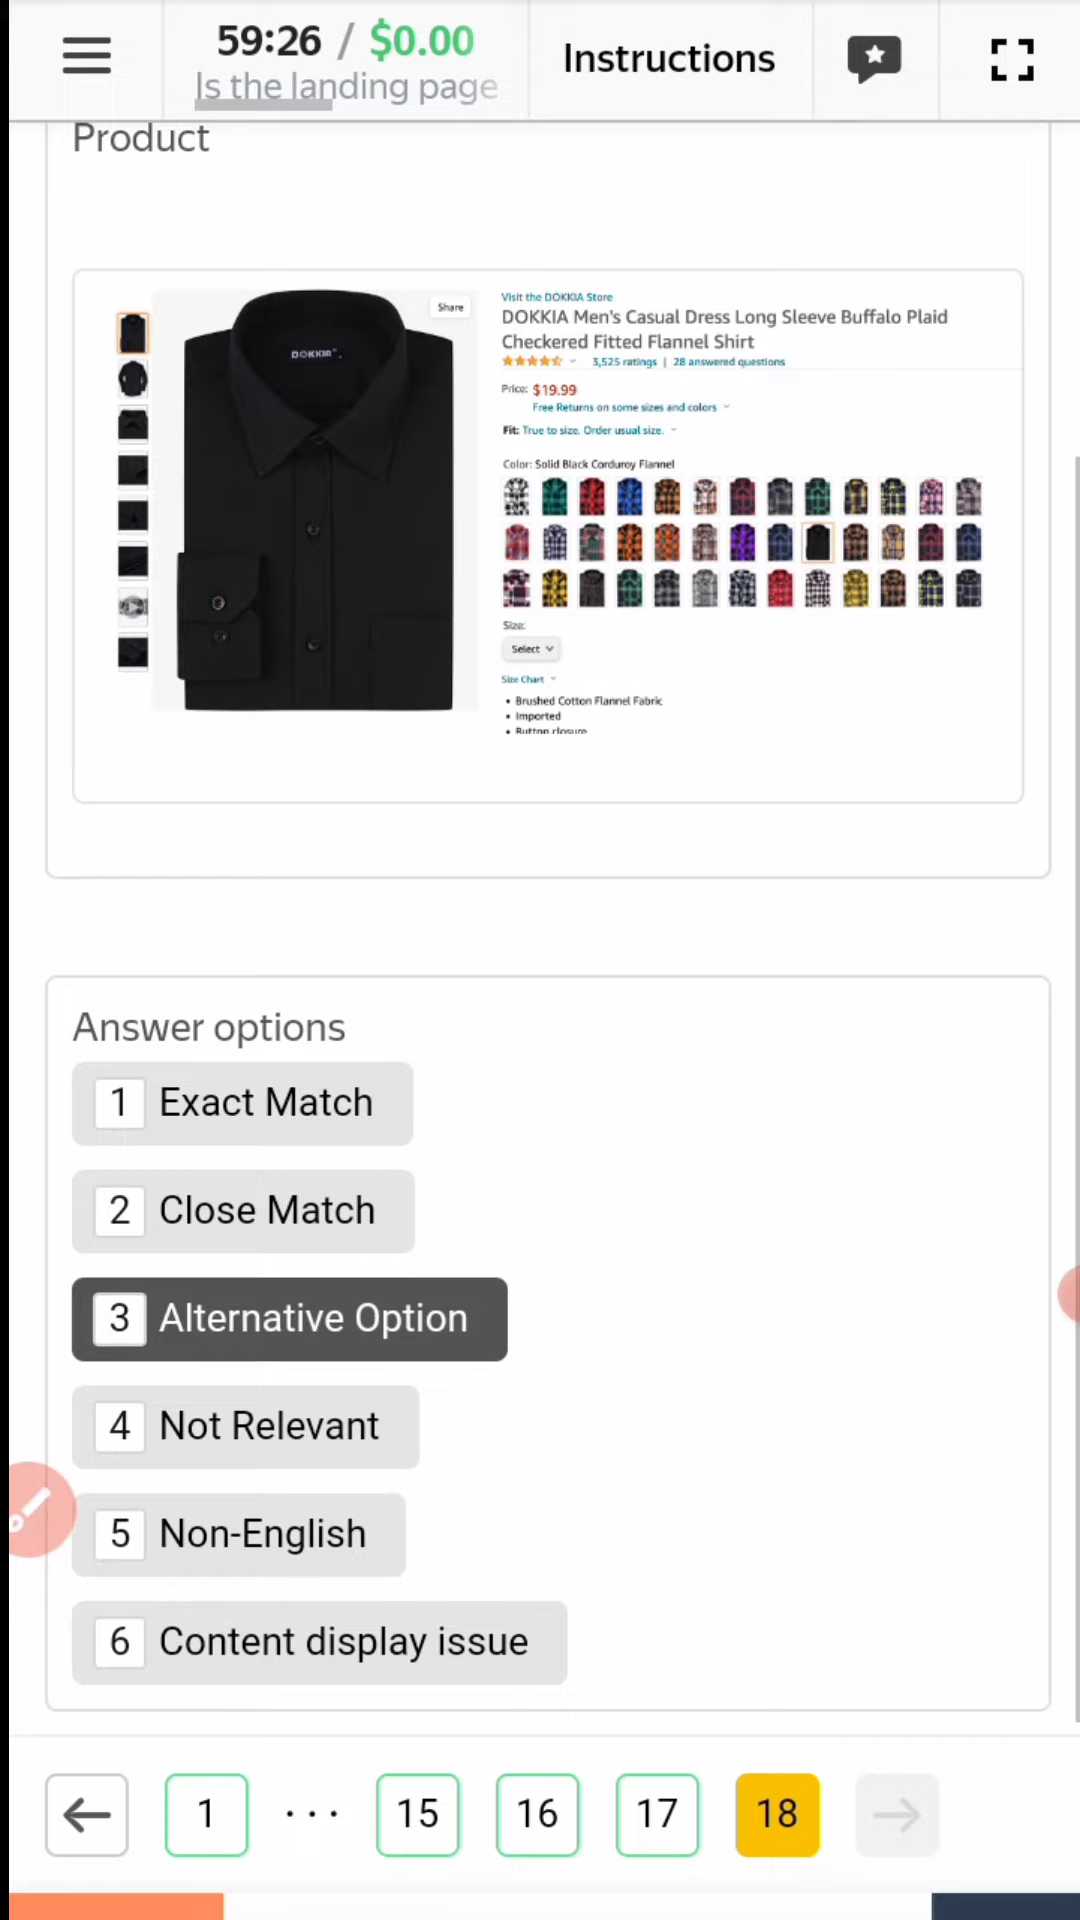 59:26 / $0.00
Is the landing page
Instructions
Product
Share
DOKKIA
Visit the DOKKIA Store
DOKKIA Men's Casual Dress Long Sleeve Buffalo Plaid
Checkered Fitted Flannel Shirt
3,525 ratings | 28 answered questions
Price: $19.99
Free Returns on some sizes and colors
Fit: True to size. Order usual size.
Color: Solid Black Corduroy Flannel
Size:
Select
Size Chart
• Brushed Cotton Flannel Fabric
• Imported
• Button closure
Answer options
1 Exact Match
2 Close Match
3 Alternative Option
4 Not Relevant
5 Non-English
6 Content display issue
1 ... 15 16 17 18